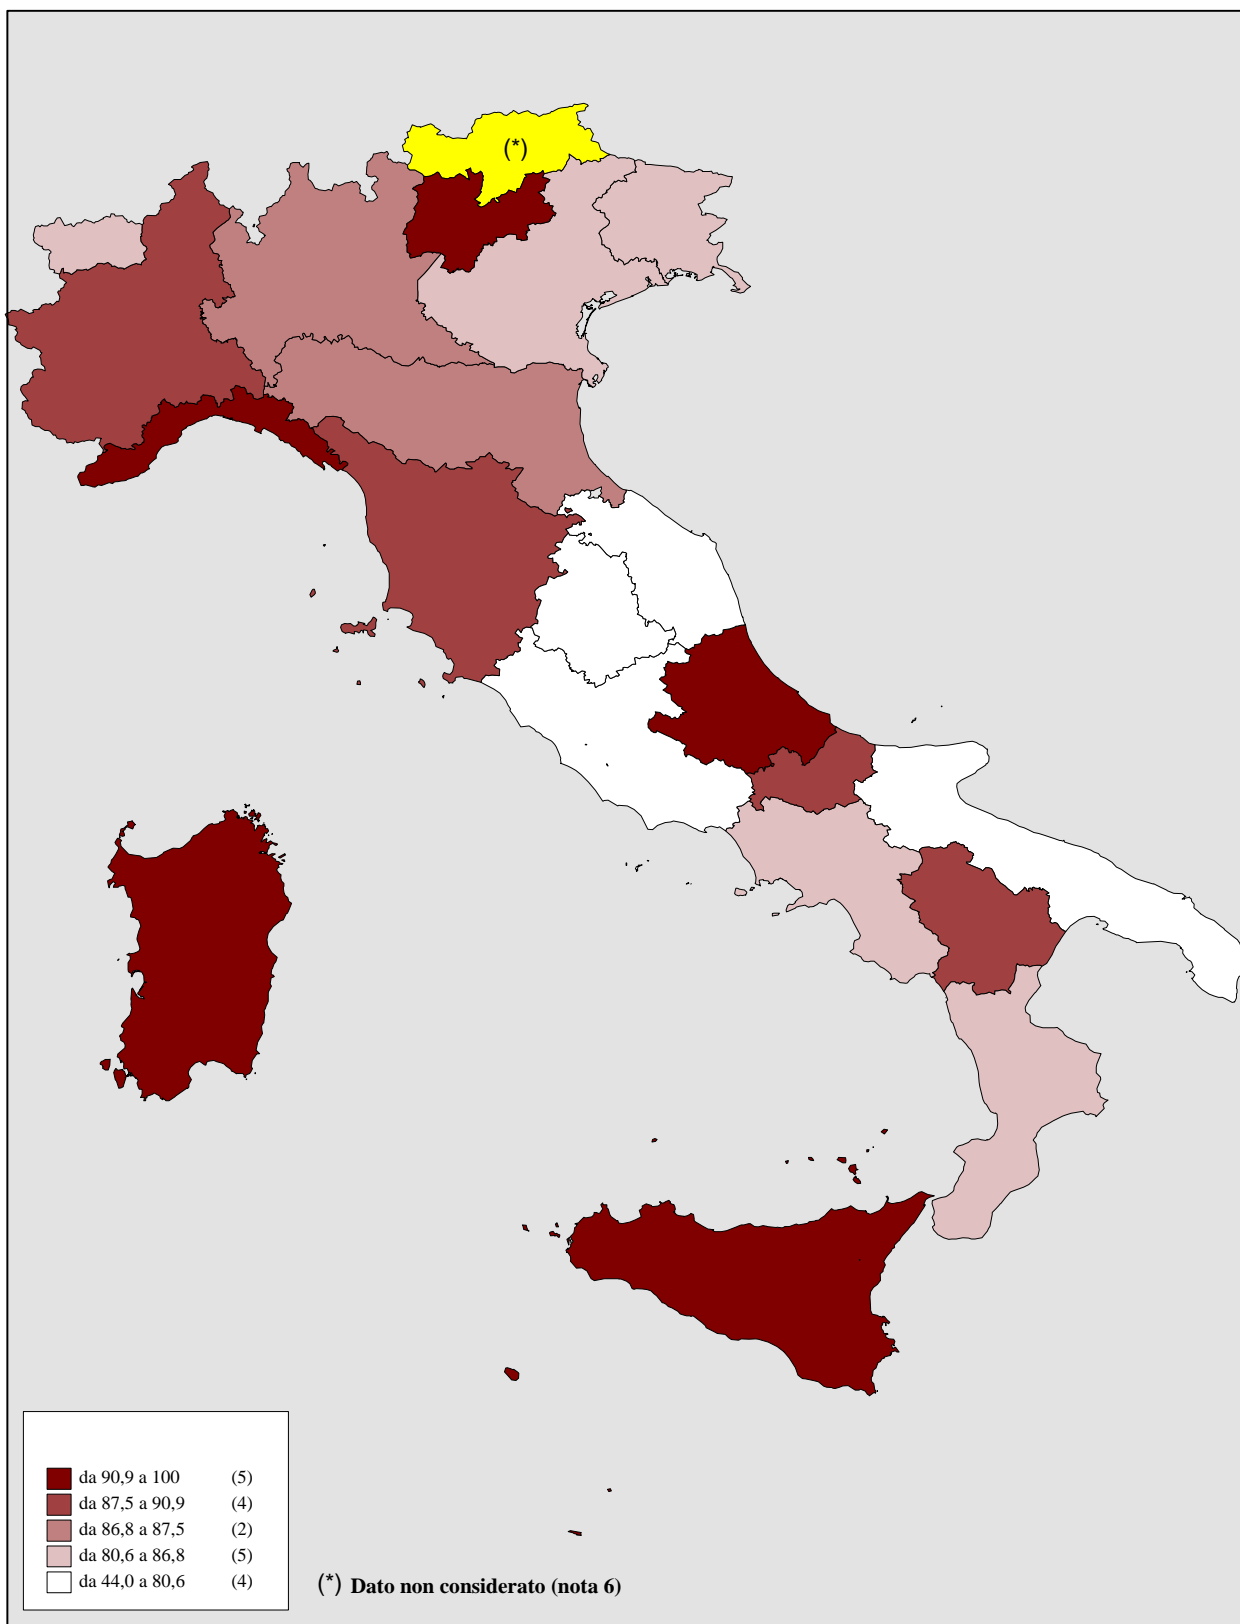 (*)
da 90,9 a 100 (5)
da 87,5 a 90,9 (4)
da 86,8 a 87,5 (2)
da 80,6 a 86,8 (5)
da 44,0 a 80,6 (4)
(*) Dato non considerato (nota 6)